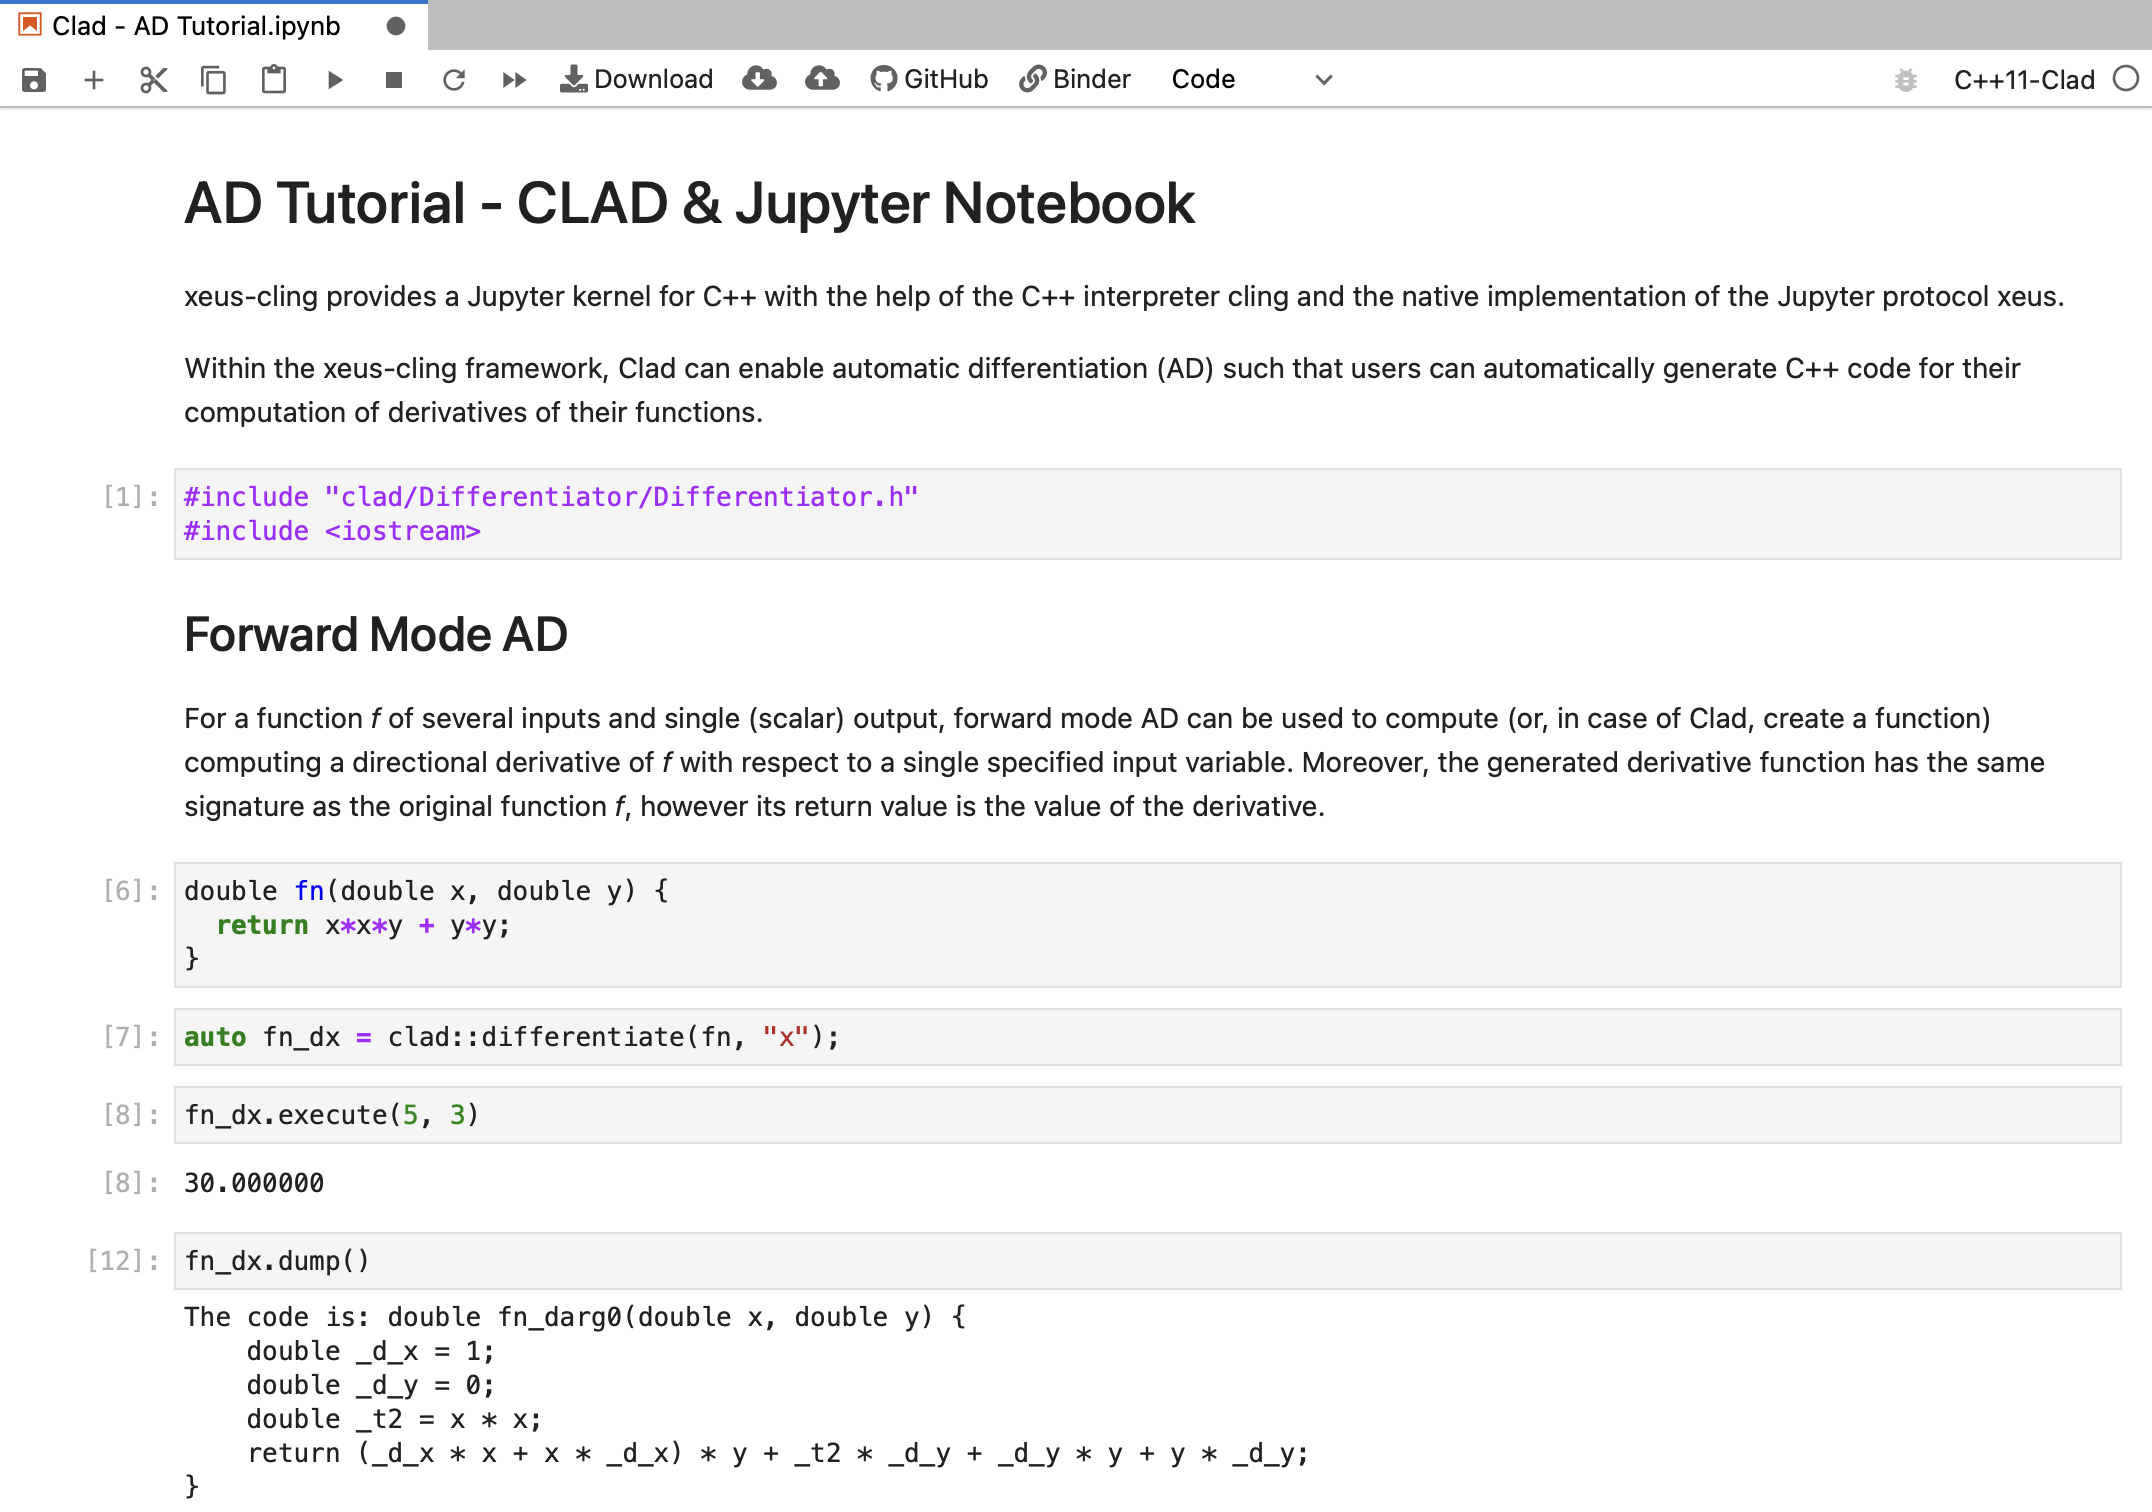 Clad - AD Tutorial.ipynb
Download GitHub Binder Code C++11-Clad
AD Tutorial - CLAD & Jupyter Notebook
xeus-cling provides a Jupyter kernel for C++ with the help of the C++ interpreter cling and the native implementation of the Jupyter protocol xeus.
Within the xeus-cling framework, Clad can enable automatic differentiation (AD) such that users can automatically generate C++ code for their
computation of derivatives of their functions.
[1]: #include "clad/Differentiator/Differentiator.h"
#include <iostream>
Forward Mode AD
For a function f of several inputs and single (scalar) output, forward mode AD can be used to compute (or, in case of Clad, create a function)
computing a directional derivative of f with respect to a single specified input variable. Moreover, the generated derivative function has the same
signature as the original function f, however its return value is the value of the derivative.
[6]: double fn(double x, double y) {
  return x*x*y + y*y;
}
[7]: auto fn_dx = clad::differentiate(fn, "x");
[8]: fn_dx.execute(5, 3)
[8]: 30.000000
[12]: fn_dx.dump()
The code is: double fn_darg0(double x, double y) {
    double _d_x = 1;
    double _d_y = 0;
    double _t2 = x * x;
    return (_d_x * x + x * _d_x) * y + _t2 * _d_y + _d_y * y + y * _d_y;
}